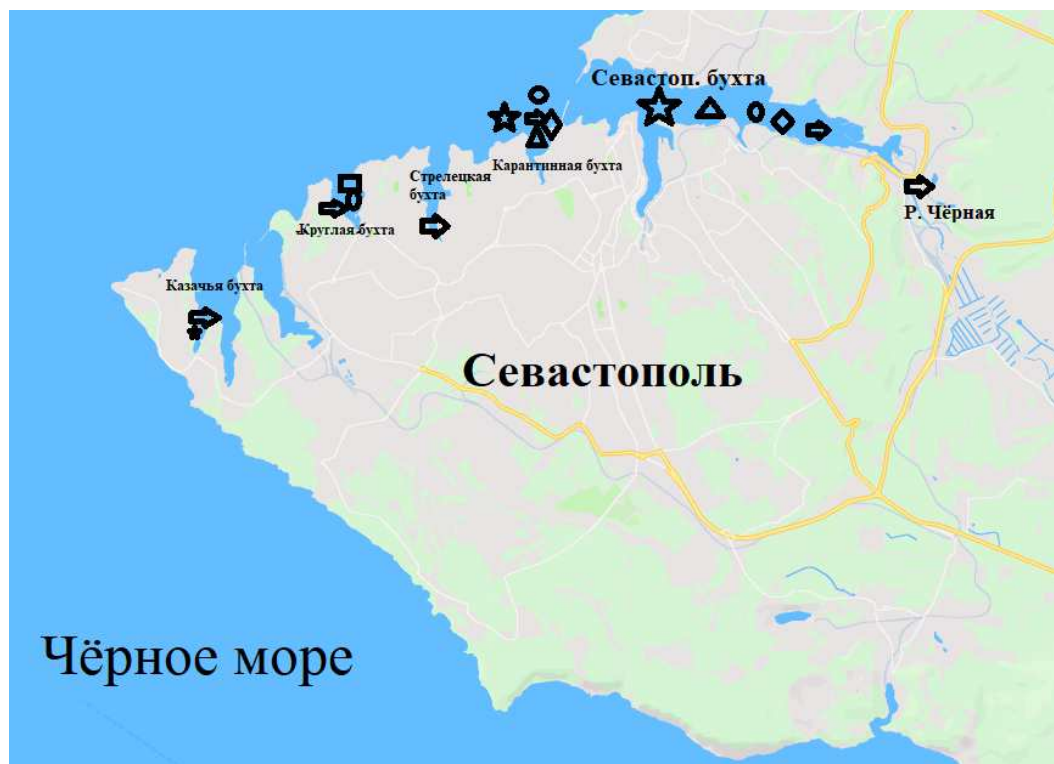 Севастоп. бухта
Карантинная бухта
Стрелецкая
бухта
Р. Чёрная
Круглая бухта
Казачья бухта
Севастополь
Чёрное море